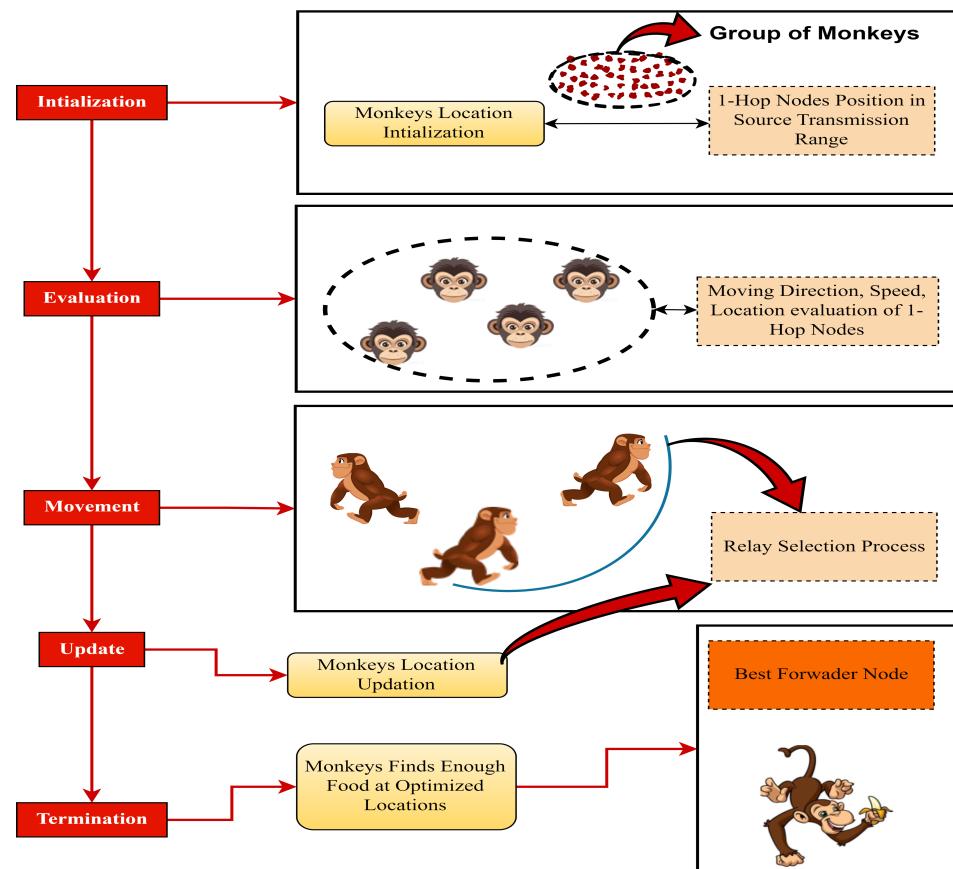 Group of Monkeys
Intialization
Monkeys Location
Intialization
1-Hop Nodes Position in
Source Transmission
Range
Evaluation
Moving Direction, Speed,
Location evaluation of 1-
Hop Nodes
Movement
Relay Selection Process
Update
Monkeys Location
Updation
Best Forwader Node
Termination
Monkeys Finds Enough
Food at Optimized
Locations